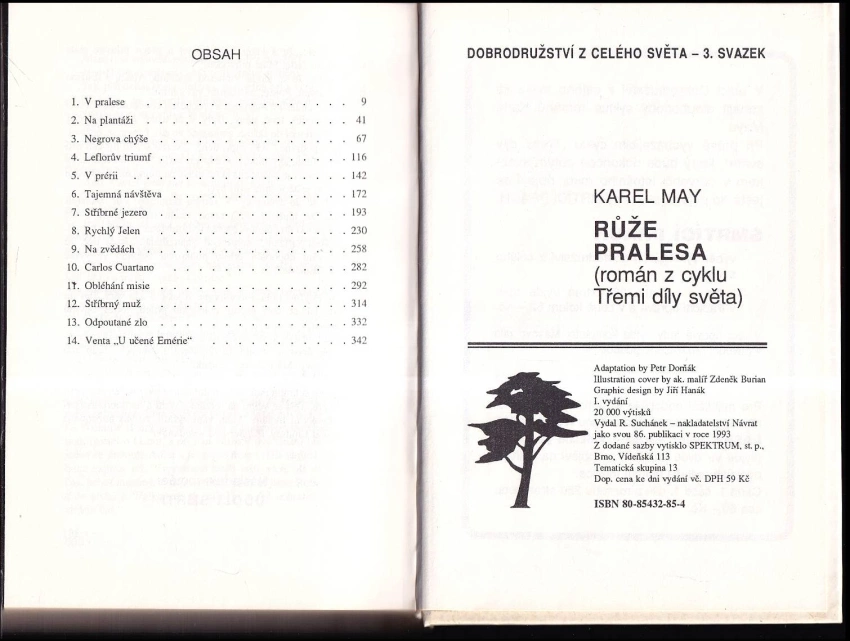 OBSAH
1. V pralese . . . . . . . . . . . . 9
2. Na plantáži . . . . . . . . . . . . 41
3. Negrova chýše . . . . . . . . . . . 67
4. Leflorův triumf . . . . . . . . . . . 116
5. V prérii . . . . . . . . . . . . 142
6. Tajemná návštěva . . . . . . . . . . 172
7. Stříbrné jezero . . . . . . . . . . . 193
8. Rychlý Jelen . . . . . . . . . . . 230
9. Na zvědách . . . . . . . . . . . . 258
10. Carlos Cuartano . . . . . . . . . . 282
11. Obléhání misie . . . . . . . . . . . 292
12. Stříbrný muž . . . . . . . . . . . 314
13. Odpoutané zlo . . . . . . . . . . . 332
14. Venta „U učené Emérie“ . . . . . . . . 342
DOBRODRUŽSTVÍ Z CELÉHO SVĚTA – 3. SVAZEK
KAREL MAY
RŮŽE
PRALESA
(román z cyklu
Třemi díly světa)
Adaptation by Petr Dorňák
Illustration cover by ak. malíř Zdeněk Burian
Graphic design by Jiří Hanák
I. vydání
20 000 výtisků
Vydal R. Suchánek – nakladatelství Návrat
jako svou 86. publikaci v roce 1993
Z dodané sazby vytisklo SPEKTRUM, st. p.,
Brno, Vídeňská 113
Tematická skupina 13
Dop. cena ke dni vydání vč. DPH 59 Kč
ISBN 80-85432-85-4